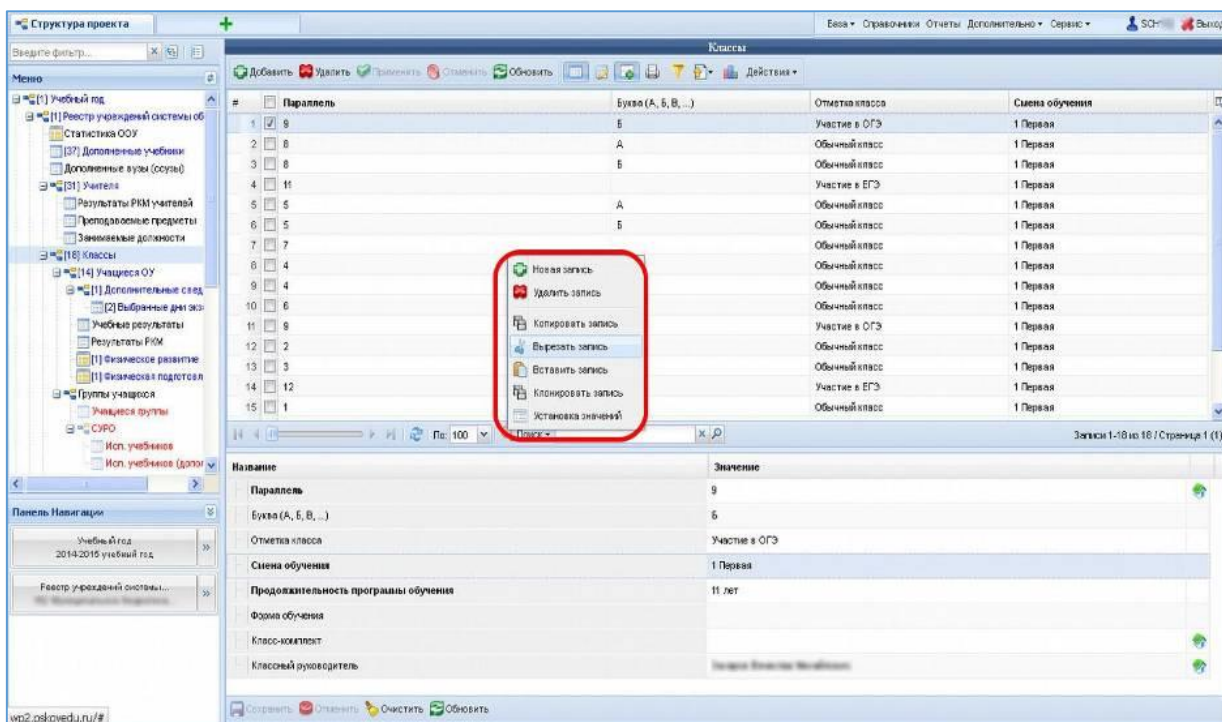 Структура проекта
База Справочники Отчеты Дополнительно Сервис SCH Выход
Введите фильтр...
Классы
Меню
Добавить Удалить Применить Отменить Обновить Действия
[1] Учебный год
[1] Реестр учреждений системы об
Статистика ООУ
[37] Дополненные учебники
Дополненные вузы (ссузы)
[31] Учителя
Результаты РКМ учителей
Преподаваемые предметы
Занимаемые должности
[18] Классы
[14] Учащиеся ОУ
[1] Дополнительные свед
[2] Выбранные дни экз
Учебные результаты
Результаты РКМ
[1] Физическое развитие
[1] Физическая подготовл
Группы учащихся
Учащиеся группы
СУРО
Исп. учебников
Исп. учебников (допол
# Параллель Буква (А, Б, В, ...) Отметка класса Смена обучения
1 9 Б Участие в ОГЭ 1 Первая
2 8 А Обычный класс 1 Первая
3 8 Б Обычный класс 1 Первая
4 11 Участие в ЕГЭ 1 Первая
5 5 А Обычный класс 1 Первая
6 5 Б Обычный класс 1 Первая
7 7 Обычный класс 1 Первая
8 4 Обычный класс 1 Первая
9 4 Обычный класс 1 Первая
10 6 Обычный класс 1 Первая
11 9 Участие в ОГЭ 1 Первая
12 2 Обычный класс 1 Первая
13 3 Обычный класс 1 Первая
14 12 Участие в ЕГЭ 1 Первая
15 1 Обычный класс 1 Первая
Новая запись
Удалить запись
Копировать запись
Вырезать запись
Вставить запись
Клонировать запись
Установка значений
По: 100 Поиск Записи 1-18 из 18 / Страница 1 (1)
Название Значение
Параллель 9
Буква (А, Б, В, ...) Б
Отметка класса Участие в ОГЭ
Смена обучения 1 Первая
Продолжительность программы обучения 11 лет
Форма обучения
Класс-комплект
Классный руководитель
Панель Навигации
Учебный год
2014-2015 учебный год
Реестр учреждений системы...
Сохранить Отменить Очистить Обновить
wp2.pskovedu.ru/#